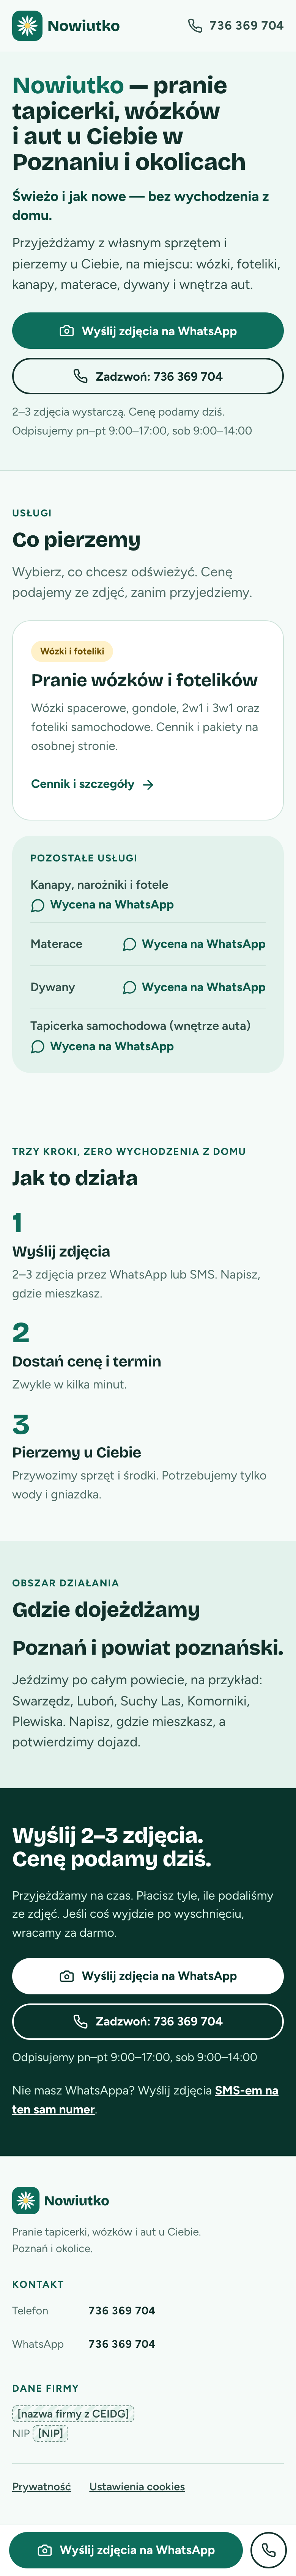 Nowiutko
736 369 704
Nowiutko — pranie
tapicerki, wózków
i aut u Ciebie w
Poznaniu i okolicach
Świeżo i jak nowe — bez wychodzenia z
domu.
Przyjeżdżamy z własnym sprzętem i
pierzemy u Ciebie, na miejscu: wózki, foteliki,
kanapy, materace, dywany i wnętrza aut.
Wyślij zdjęcia na WhatsApp
Zadzwoń: 736 369 704
2–3 zdjęcia wystarczą. Cenę podamy dziś.
Odpisujemy pn–pt 9:00–17:00, sob 9:00–14:00
USŁUGI
Co pierzemy
Wybierz, co chcesz odświeżyć. Cenę
podajemy ze zdjęć, zanim przyjedziemy.
Wózki i foteliki
Pranie wózków i fotelików
Wózki spacerowe, gondole, 2w1 i 3w1 oraz
foteliki samochodowe. Cennik i pakiety na
osobnej stronie.
Cennik i szczegóły →
POZOSTAŁE USŁUGI
Kanapy, narożniki i fotele
Wycena na WhatsApp
Materace Wycena na WhatsApp
Dywany Wycena na WhatsApp
Tapicerka samochodowa (wnętrze auta)
Wycena na WhatsApp
TRZY KROKI, ZERO WYCHODZENIA Z DOMU
Jak to działa
1
Wyślij zdjęcia
2–3 zdjęcia przez WhatsApp lub SMS. Napisz,
gdzie mieszkasz.
2
Dostań cenę i termin
Zwykle w kilka minut.
3
Pierzemy u Ciebie
Przywozimy sprzęt i środki. Potrzebujemy tylko
wody i gniazdka.
OBSZAR DZIAŁANIA
Gdzie dojeżdżamy
Poznań i powiat poznański.
Jeździmy po całym powiecie, na przykład:
Swarzędz, Luboń, Suchy Las, Komorniki,
Plewiska. Napisz, gdzie mieszkasz, a
potwierdzimy dojazd.
Wyślij 2–3 zdjęcia.
Cenę podamy dziś.
Przyjeżdżamy na czas. Płacisz tyle, ile podaliśmy
ze zdjęć. Jeśli coś wyjdzie po wyschnięciu,
wracamy za darmo.
Wyślij zdjęcia na WhatsApp
Zadzwoń: 736 369 704
Odpisujemy pn–pt 9:00–17:00, sob 9:00–14:00
Nie masz WhatsAppa? Wyślij zdjęcia SMS-em na
ten sam numer.
Nowiutko
Pranie tapicerki, wózków i aut u Ciebie.
Poznań i okolice.
KONTAKT
Telefon 736 369 704
WhatsApp 736 369 704
DANE FIRMY
[nazwa firmy z CEIDG]
NIP [NIP]
Prywatność Ustawienia cookies
Wyślij zdjęcia na WhatsApp